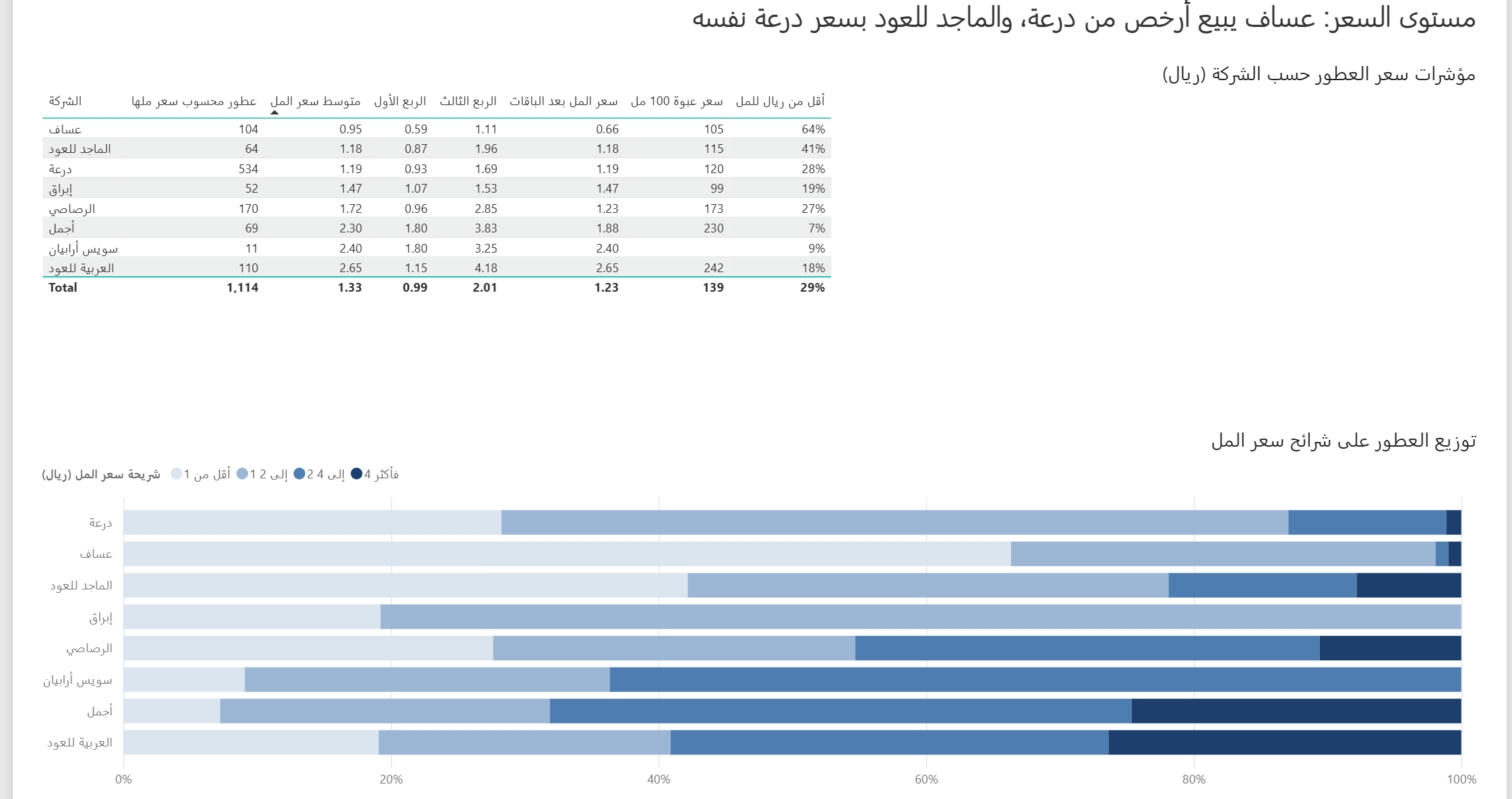 مستوى السعر: عساف يبيع أرخص من درعة، والماجد للعود بسعر درعة نفسه
مؤشرات سعر العطور حسب الشركة (ريال)
الشركة عطور محسوب سعر ملها متوسط سعر المل الربع الأول الربع الثالث سعر المل بعد الباقات سعر عبوة 100 مل أقل من ريال للمل
عساف 104 0.95 0.59 1.11 0.66 105 64%
الماجد للعود 64 1.18 0.87 1.96 1.18 115 41%
درعة 534 1.19 0.93 1.69 1.19 120 28%
إبراق 52 1.47 1.07 1.53 1.47 99 19%
الرصاصي 170 1.72 0.96 2.85 1.23 173 27%
أجمل 69 2.30 1.80 3.83 1.88 230 7%
سويس أرابيان 11 2.40 1.80 3.25 2.40 9%
العربية للعود 110 2.65 1.15 4.18 2.65 242 18%
Total 1,114 1.33 0.99 2.01 1.23 139 29%
توزيع العطور على شرائح سعر المل
شريحة سعر المل (ريال) أقل من 1 1 إلى 2 2 إلى 4 4 فأكثر
درعة
عساف
الماجد للعود
إبراق
الرصاصي
سويس أرابيان
أجمل
العربية للعود
0% 20% 40% 60% 80% 100%